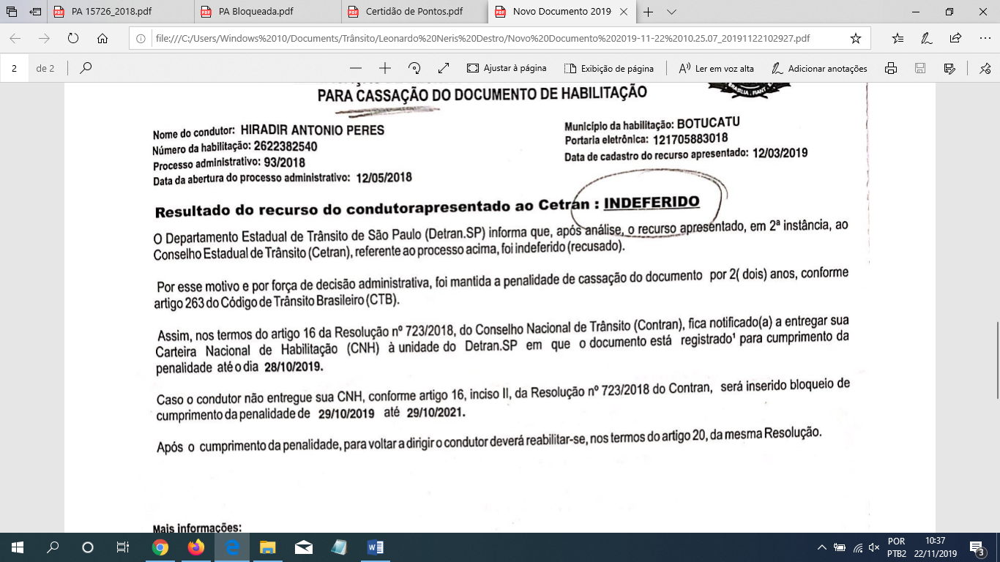 PA 15726_2018.pdf
PA Bloqueada.pdf
Certidão de Pontos.pdf
Novo Documento 2019
file:///C:/Users/Windows%2010/Documents/Trânsito/Leonardo%20Neris%20Destro/Novo%20Documento%202019-11-22%2010.25.07_20191122102927.pdf
2 de 2
Ajustar à página
Exibição de página
Ler em voz alta
Adicionar anotações
PARA CASSAÇÃO DO DOCUMENTO DE HABILITAÇÃO
BRASILIA . FIANT .
Nome do condutor: HIRADIR ANTONIO PERES
Número da habilitação: 2622382540
Processo administrativo: 93/2018
Data da abertura do processo administrativo: 12/05/2018
Município da habilitação: BOTUCATU
Portaria eletrônica: 121705883018
Data de cadastro do recurso apresentado: 12/03/2019
Resultado do recurso do condutorapresentado ao Cetran : INDEFERIDO
O Departamento Estadual de Trânsito de São Paulo (Detran.SP) informa que, após análise, o recurso apresentado, em 2ª instância, ao
Conselho Estadual de Trânsito (Cetran), referente ao processo acima, foi indeferido (recusado).
Por esse motivo e por força de decisão administrativa, foi mantida a penalidade de cassação do documento por 2( dois) anos, conforme
artigo 263 do Código de Trânsito Brasileiro (CTB).
Assim, nos termos do artigo 16 da Resolução nº 723/2018, do Conselho Nacional de Trânsito (Contran), fica notificado(a) a entregar sua
Carteira Nacional de Habilitação (CNH) à unidade do Detran.SP em que o documento está registrado¹ para cumprimento da
penalidade até o dia 28/10/2019.
Caso o condutor não entregue sua CNH, conforme artigo 16, inciso II, da Resolução nº 723/2018 do Contran, será inserido bloqueio de
cumprimento da penalidade de 29/10/2019 até 29/10/2021.
Após o cumprimento da penalidade, para voltar a dirigir o condutor deverá reabilitar-se, nos termos do artigo 20, da mesma Resolução.
Mais informações:
POR
PTB2
10:37
22/11/2019
3